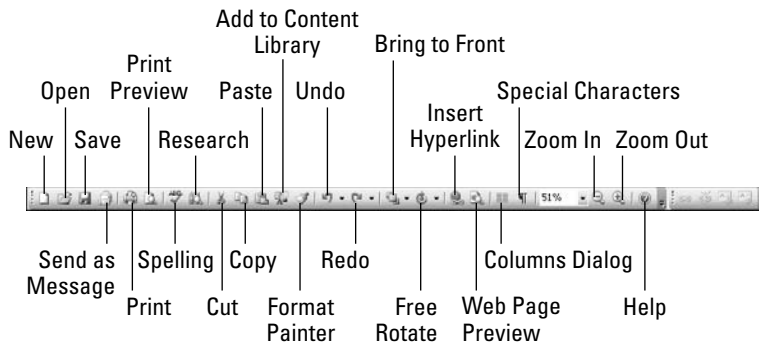 Add to Content
Library
Bring to Front
Print
Preview
Open
Paste
Undo
Insert
Hyperlink
Special Characters
New
Save
Research
Zoom In
Zoom Out
ABC
51%
Send as
Message
Spelling
Copy
Redo
Columns Dialog
Print
Cut
Format
Painter
Free
Rotate
Web Page
Preview
Help